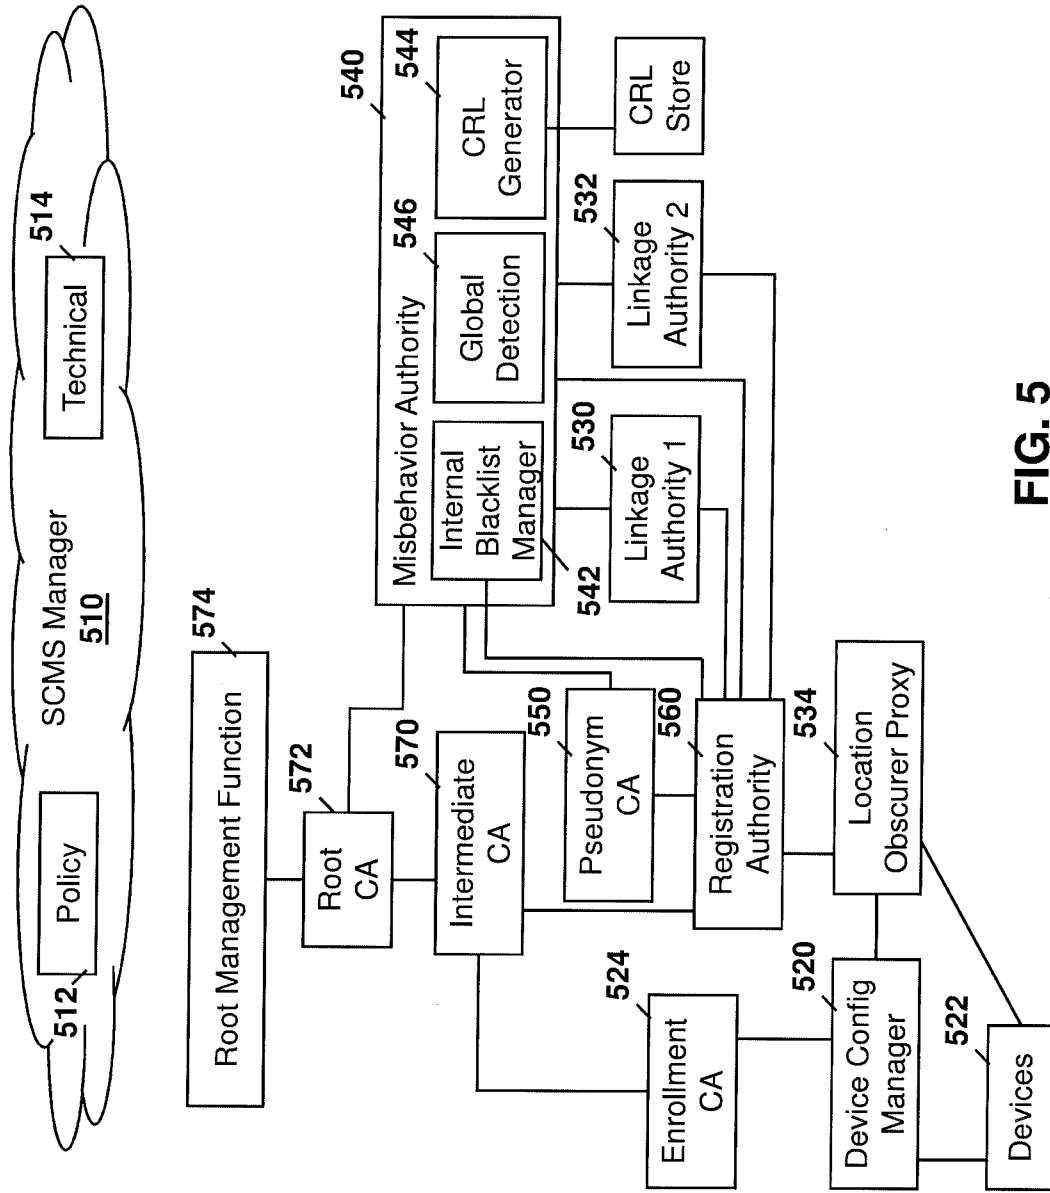 SCMS Manager
510
Policy
512
Technical
514
Root Management Function
574
Root
CA
572
Misbehavior Authority
540
Internal
Blacklist
Manager
542
Global
Detection
546
CRL
Generator
544
Intermediate
CA
570
Pseudonym
CA
550
Linkage
Authority 1
530
Linkage
Authority 2
532
CRL
Store
Enrollment
CA
524
Registration
Authority
560
Device Config
Manager
520
Location
Obscurer Proxy
534
Devices
522
FIG. 5